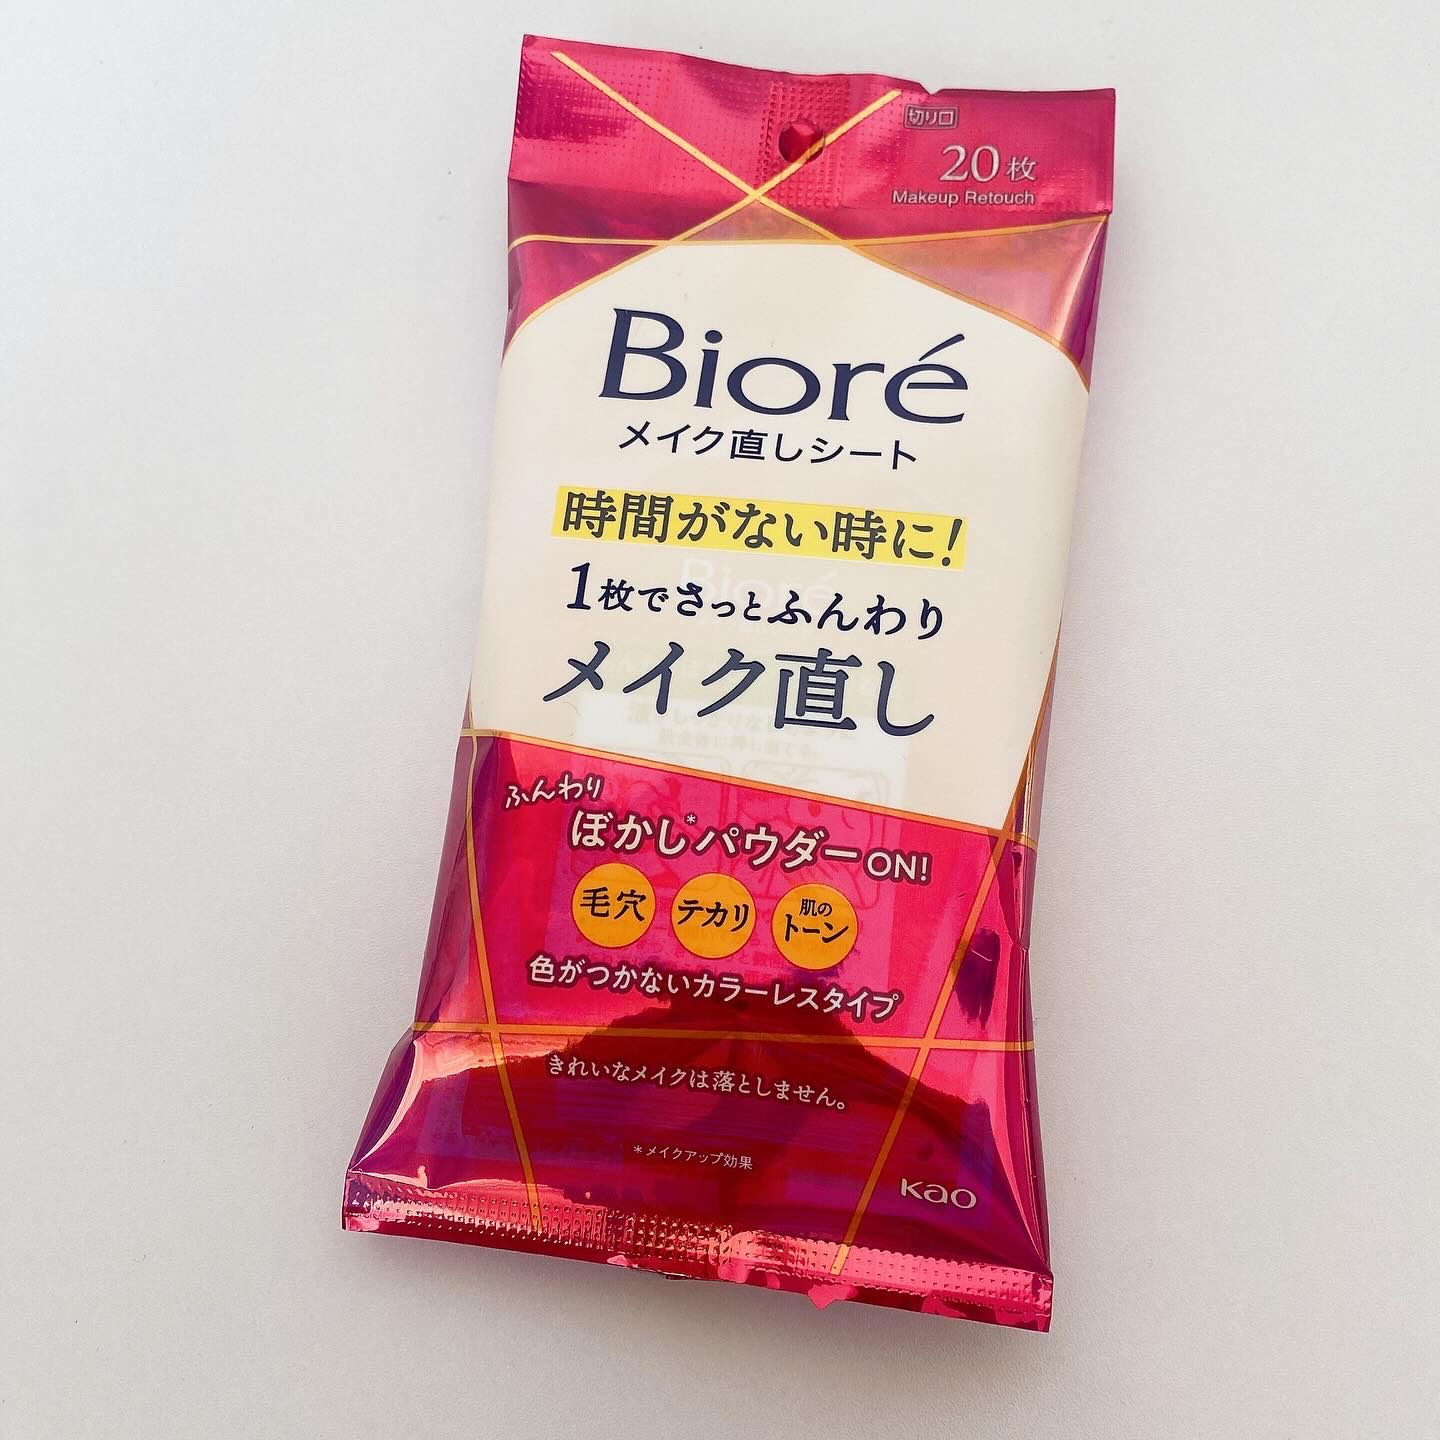 切り口
20枚
Makeup Retouch
Bioré
メイク直しシート
時間がない時に!
1枚でさっとふんわり
メイク直し
ふんわり
ぼかし*パウダーON!
毛穴 テカリ 肌のトーン
色がつかないカラーレスタイプ
きれいなメイクは落としません。
*メイクアップ効果
Kao